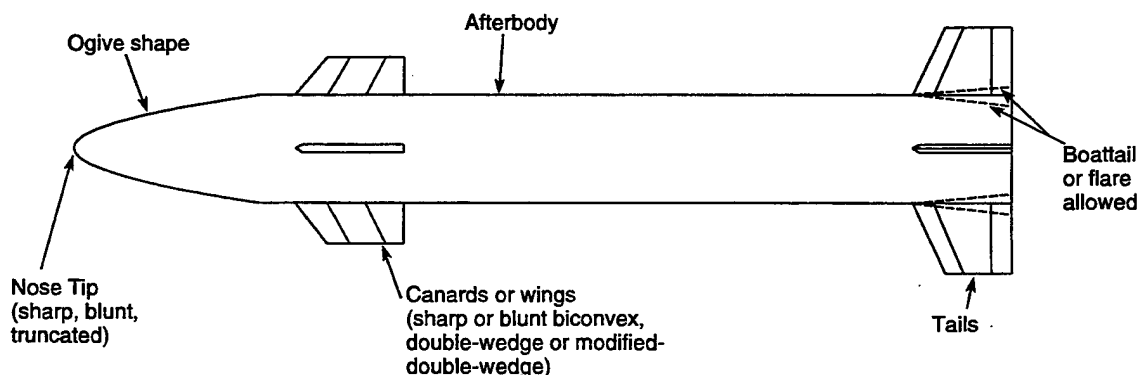 Afterbody
Ogive shape
Boattail
or flare
allowed
Nose Tip
(sharp, blunt,
truncated)
Canards or wings
(sharp or blunt biconvex,
double-wedge or modified-
double-wedge)
Tails